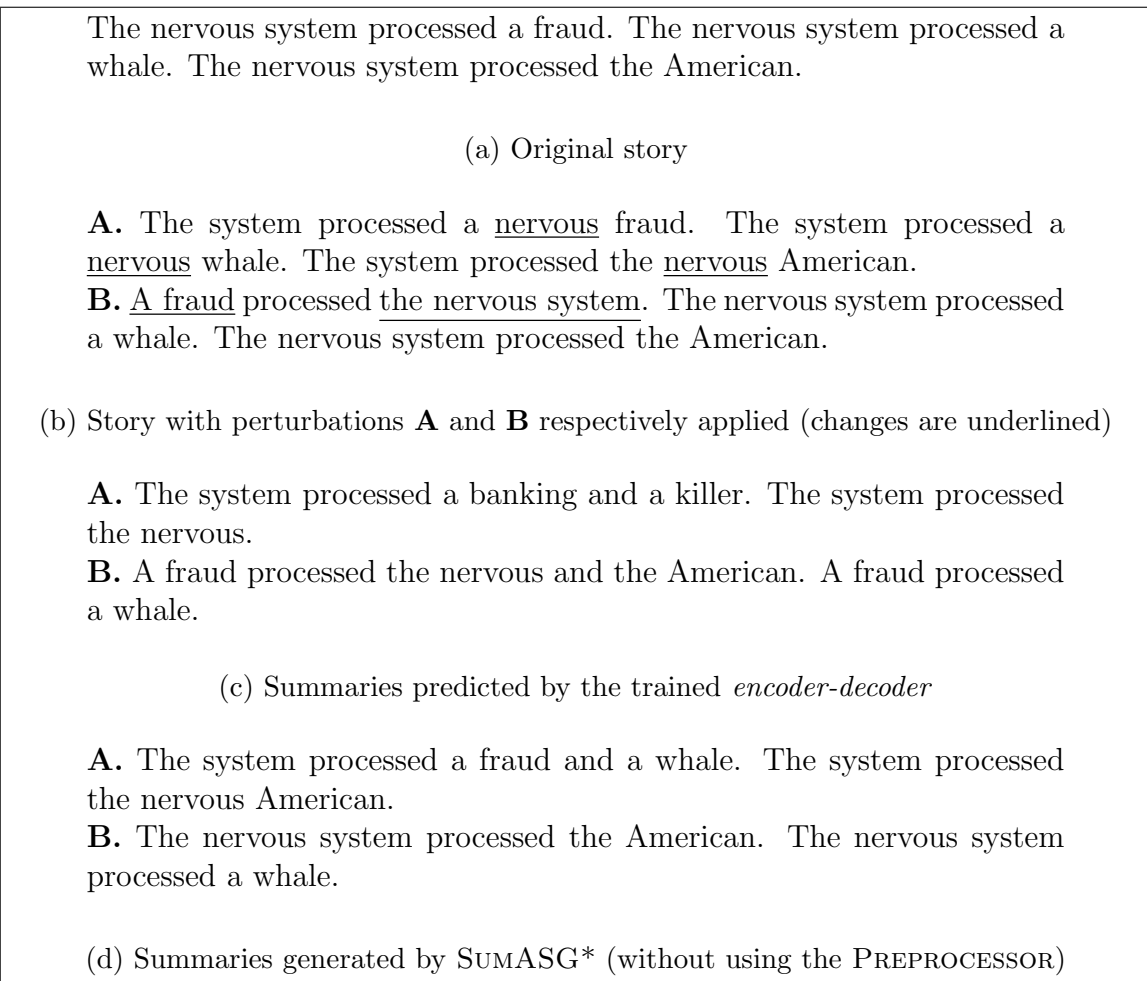 The nervous system processed a fraud. The nervous system processed a
whale. The nervous system processed the American.
(a) Original story
A. The system processed a nervous fraud. The system processed a
nervous whale. The system processed the nervous American.
B. A fraud processed the nervous system. The nervous system processed
a whale. The nervous system processed the American.
(b) Story with perturbations A and B respectively applied (changes are underlined)
A. The system processed a banking and a killer. The system processed
the nervous.
B. A fraud processed the nervous and the American. A fraud processed
a whale.
(c) Summaries predicted by the trained encoder-decoder
A. The system processed a fraud and a whale. The system processed
the nervous American.
B. The nervous system processed the American. The nervous system
processed a whale.
(d) Summaries generated by SUMASG* (without using the PREPROCESSOR)